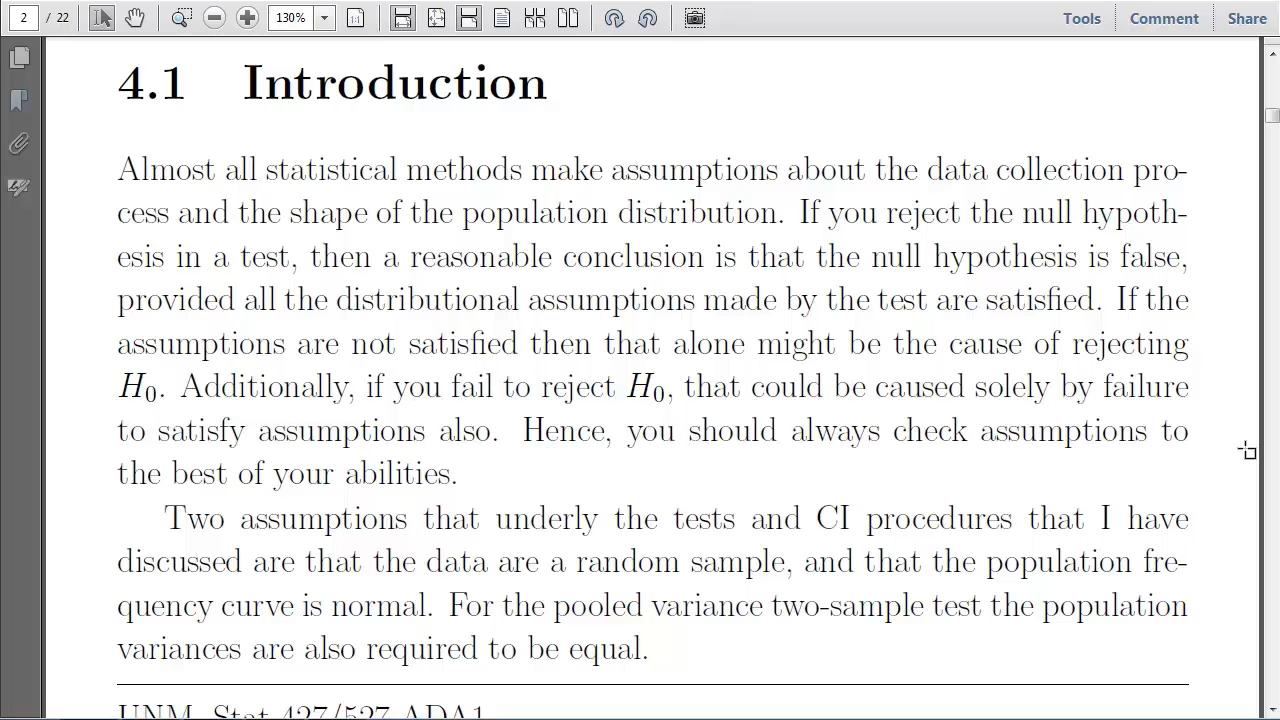 2 / 22 130% Tools Comment Share
4.1 Introduction
Almost all statistical methods make assumptions about the data collection pro-
cess and the shape of the population distribution. If you reject the null hypoth-
esis in a test, then a reasonable conclusion is that the null hypothesis is false,
provided all the distributional assumptions made by the test are satisfied. If the
assumptions are not satisfied then that alone might be the cause of rejecting
H₀. Additionally, if you fail to reject H₀, that could be caused solely by failure
to satisfy assumptions also. Hence, you should always check assumptions to
the best of your abilities.
Two assumptions that underly the tests and CI procedures that I have
discussed are that the data are a random sample, and that the population fre-
quency curve is normal. For the pooled variance two-sample test the population
variances are also required to be equal.
UNM, Stat 427/527 ADA1